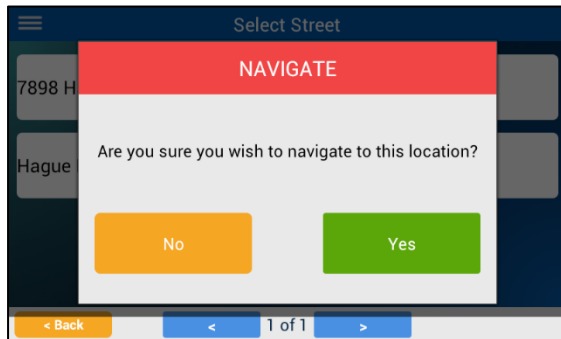 Select Street
NAVIGATE
7898 H
Are you sure you wish to navigate to this location?
Hague
No
Yes
< Back
<
1 of 1
>